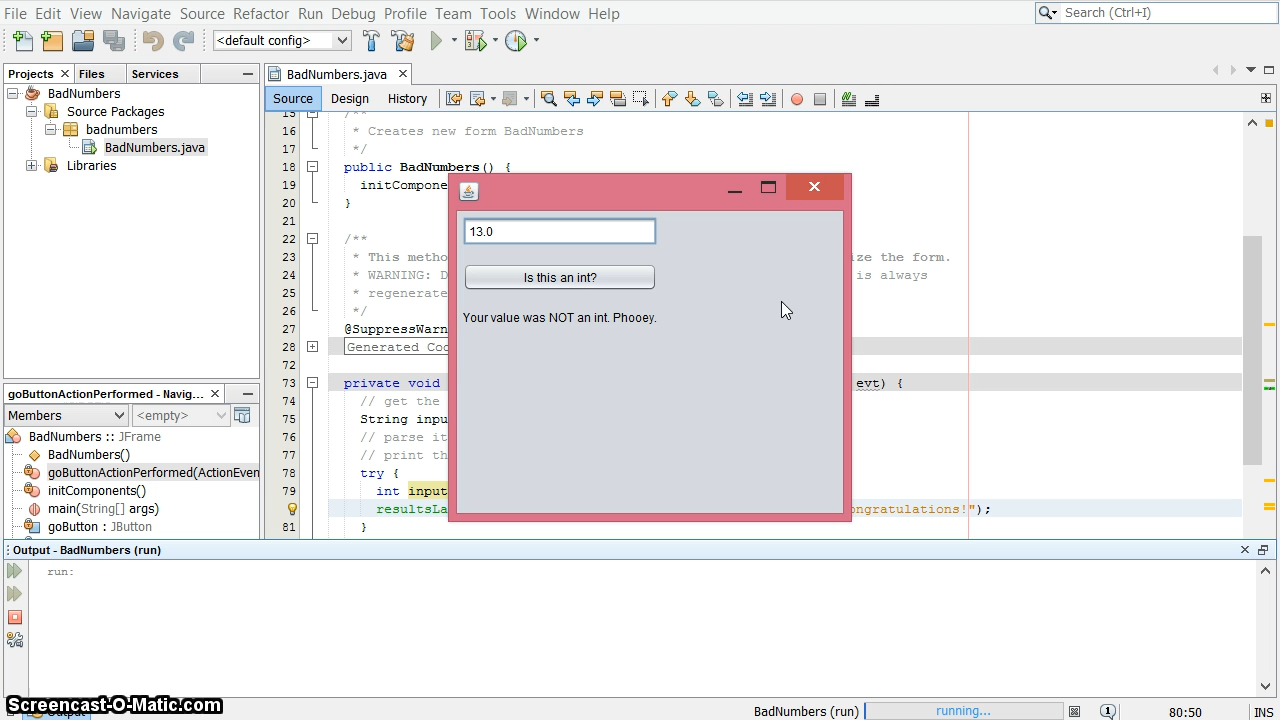 File Edit View Navigate Source Refactor Run Debug Profile Team Tools Window Help
Search (Ctrl+I)
<default config>
Projects Files Services
BadNumbers
Source Packages
badnumbers
BadNumbers.java
Libraries
BadNumbers.java
Source Design History
15 /**
16 * Creates new form BadNumbers
17 */
18 public BadNumbers() {
19 initCompone
20 }
21
22 /**
23 * This metho ize the form.
24 * WARNING: D is always
25 * regenerate
26 */
27 @SuppressWarn
28 Generated Coc
72
73 private void evt) {
74 // get the
75 String inpu
76 // parse it
77 // print th
78 try {
79 int input
resultsLa ongratulations!");
81 }
13.0
Is this an int?
Your value was NOT an int. Phooey.
goButtonActionPerformed - Navig...
Members <empty>
BadNumbers :: JFrame
BadNumbers()
goButtonActionPerformed(ActionEven
initComponents()
main(String[] args)
goButton : JButton
Output - BadNumbers (run)
run:
Screencast-O-Matic.com
Output
BadNumbers (run) running... 1 80:50 INS